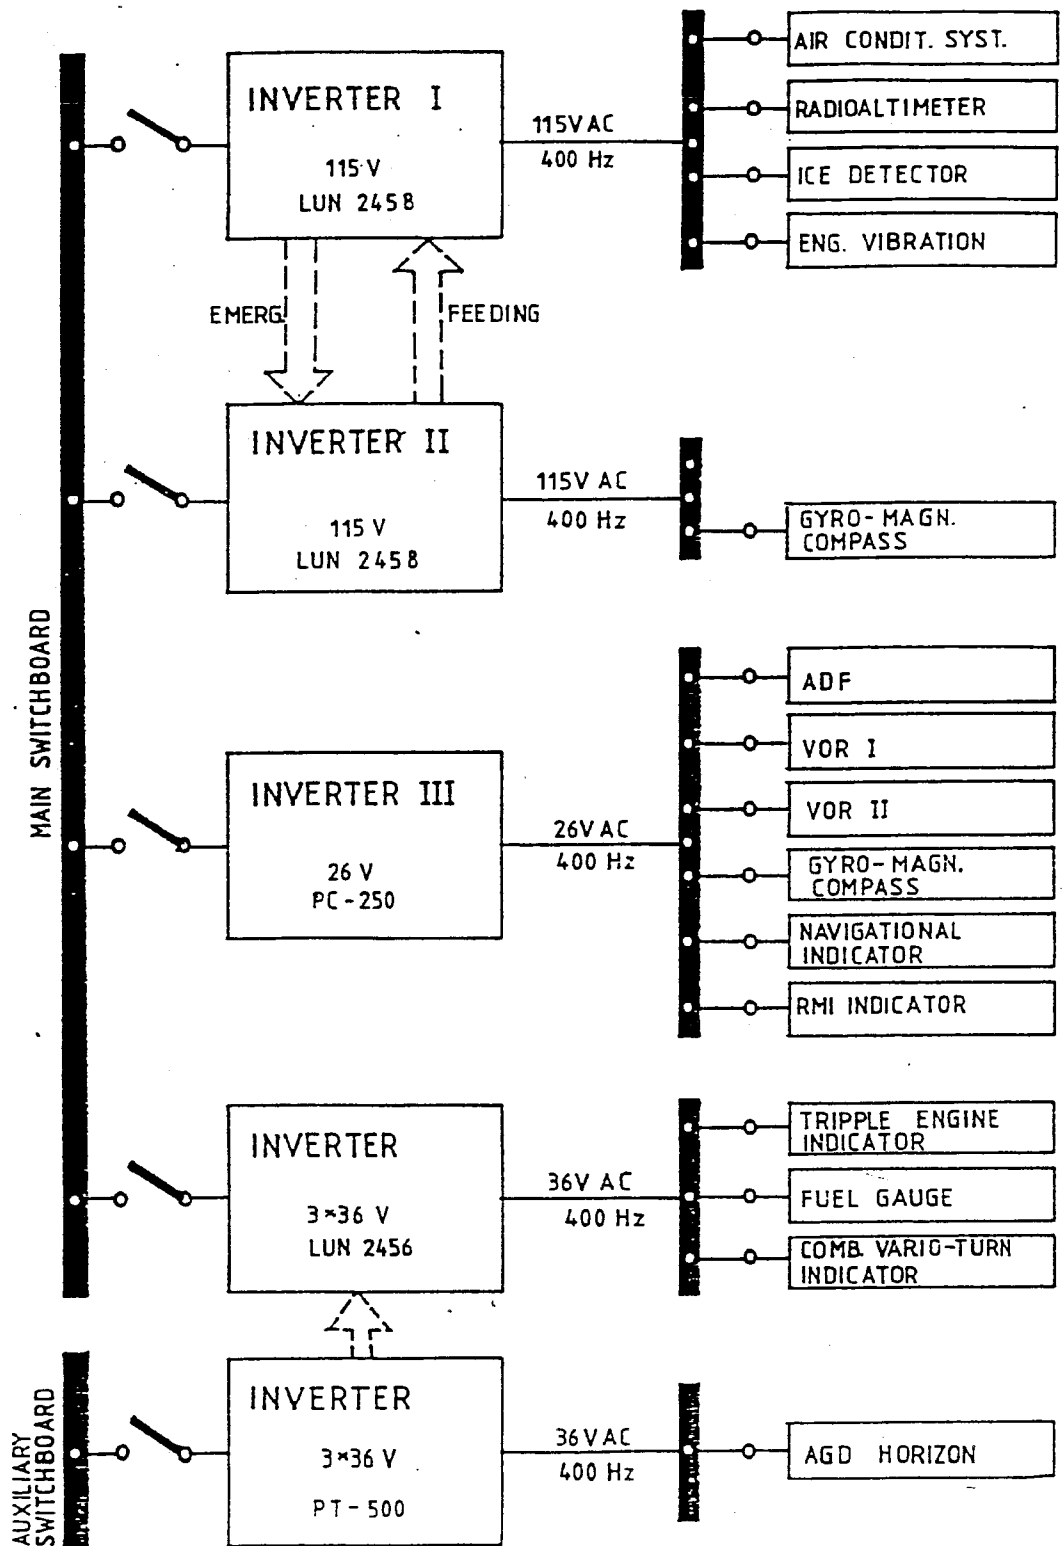 MAIN SWITCHBOARD
INVERTER I
115 V
LUN 2458
115V AC
400 Hz
AIR CONDIT. SYST.
RADIOALTIMETER
ICE DETECTOR
ENG. VIBRATION
EMERG.
FEEDING
INVERTER II
115 V
LUN 2458
115V AC
400 Hz
GYRO-MAGN.
COMPASS
INVERTER III
26 V
PC-250
26V AC
400 Hz
ADF
VOR I
VOR II
GYRO-MAGN.
COMPASS
NAVIGATIONAL
INDICATOR
RMI INDICATOR
INVERTER
3×36 V
LUN 2456
36V AC
400 Hz
TRIPPLE ENGINE
INDICATOR
FUEL GAUGE
COMB. VARIO-TURN
INDICATOR
AUXILIARY
SWITCHBOARD
INVERTER
3×36 V
PT-500
36V AC
400 Hz
AGD HORIZON